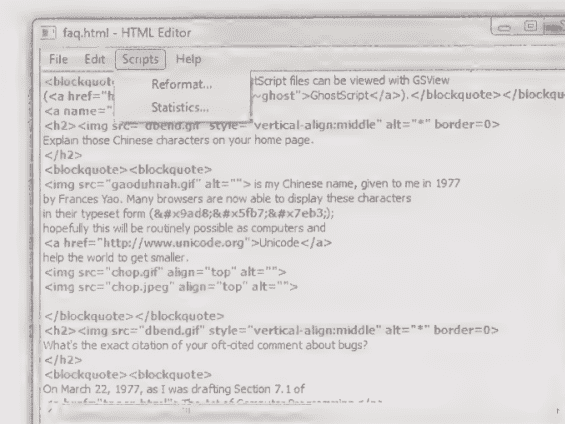 faq.html - HTML Editor
File Edit Scripts Help
Reformat...
Statistics...
<blockquot tScript files can be viewed with GSView
(<a href="h ~ghost">GhostScript</a>).</blockquote></blockqu
<a name="
<h2><img src="dbend.gif" style="vertical-align:middle" alt="*" border=0>
Explain those Chinese characters on your home page.
</h2>
<blockquote><blockquote>
<img src="gaoduhnah.gif" alt=""> is my Chinese name, given to me in 1977
by Frances Yao. Many browsers are now able to display these characters
in their typeset form (&#x9ad8;&#x5fb7;&#x7eb3;);
hopefully this will be routinely possible as computers and
<a href="http://www.unicode.org">Unicode</a>
help the world to get smaller.
<img src="chop.gif" align="top" alt="">
<img src="chop.jpeg" align="top" alt="">
</blockquote></blockquote>
<h2><img src="dbend.gif" style="vertical-align:middle" alt="*" border=0>
What's the exact citation of your oft-cited comment about bugs?
</h2>
<blockquote><blockquote>
On March 22, 1977, as I was drafting Section 7.1 of